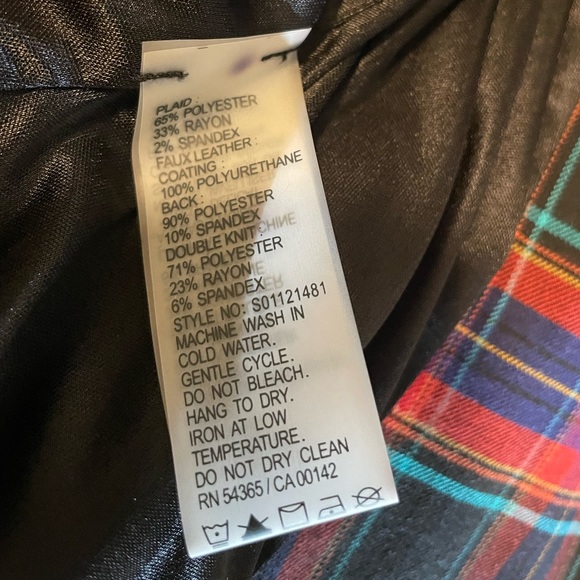 PLAID :
65% POLYESTER
33% RAYON
2% SPANDEX
FAUX LEATHER :
COATING :
100% POLYURETHANE
BACK :
90% POLYESTER
10% SPANDEX
DOUBLE KNIT :
71% POLYESTER
23% RAYON
6% SPANDEX
STYLE NO: S01121481
MACHINE WASH IN
COLD WATER.
GENTLE CYCLE.
DO NOT BLEACH.
HANG TO DRY.
IRON AT LOW
TEMPERATURE.
DO NOT DRY CLEAN
RN 54365 / CA 00142